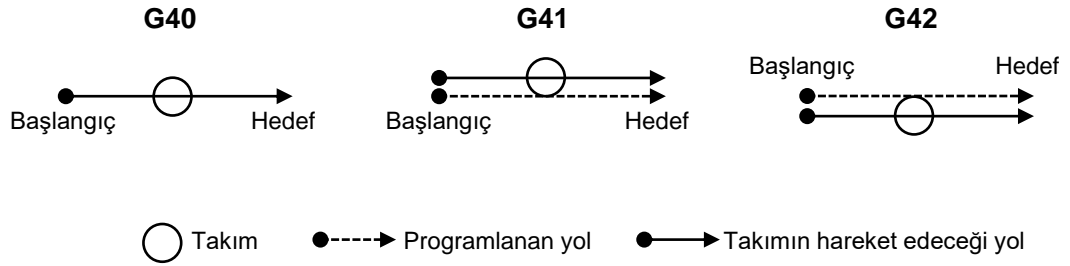 G40 G41 G42
Başlangıç Hedef
Başlangıç Hedef
Başlangıç Hedef
Takım Programlanan yol Takımın hareket edeceği yol